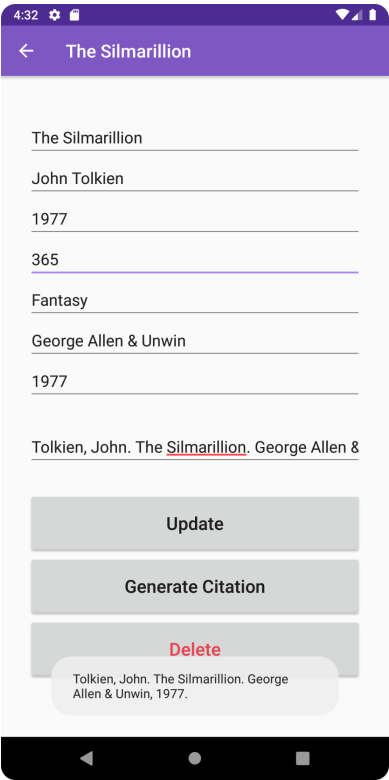 4:32
The Silmarillion
The Silmarillion
John Tolkien
1977
365
Fantasy
George Allen & Unwin
1977
Tolkien, John. The Silmarillion. George Allen &
Update
Generate Citation
Delete
Tolkien, John. The Silmarillion. George
Allen & Unwin, 1977.